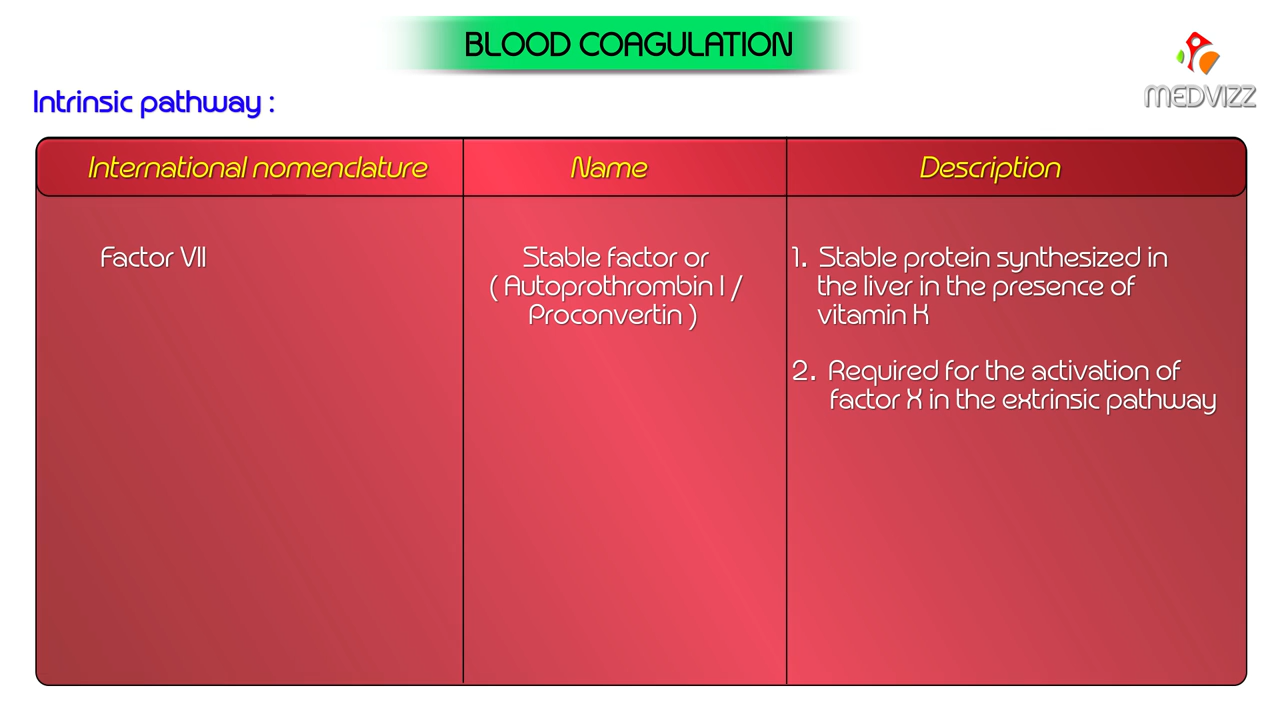 BLOOD COAGULATION
MEDVIZZ
Intrinsic pathway :
International nomenclature
Name
Description
Factor VII
Stable factor or
( Autoprothrombin I /
Proconvertin )
1. Stable protein synthesized in
the liver in the presence of
vitamin K
2. Required for the activation of
factor X in the extrinsic pathway